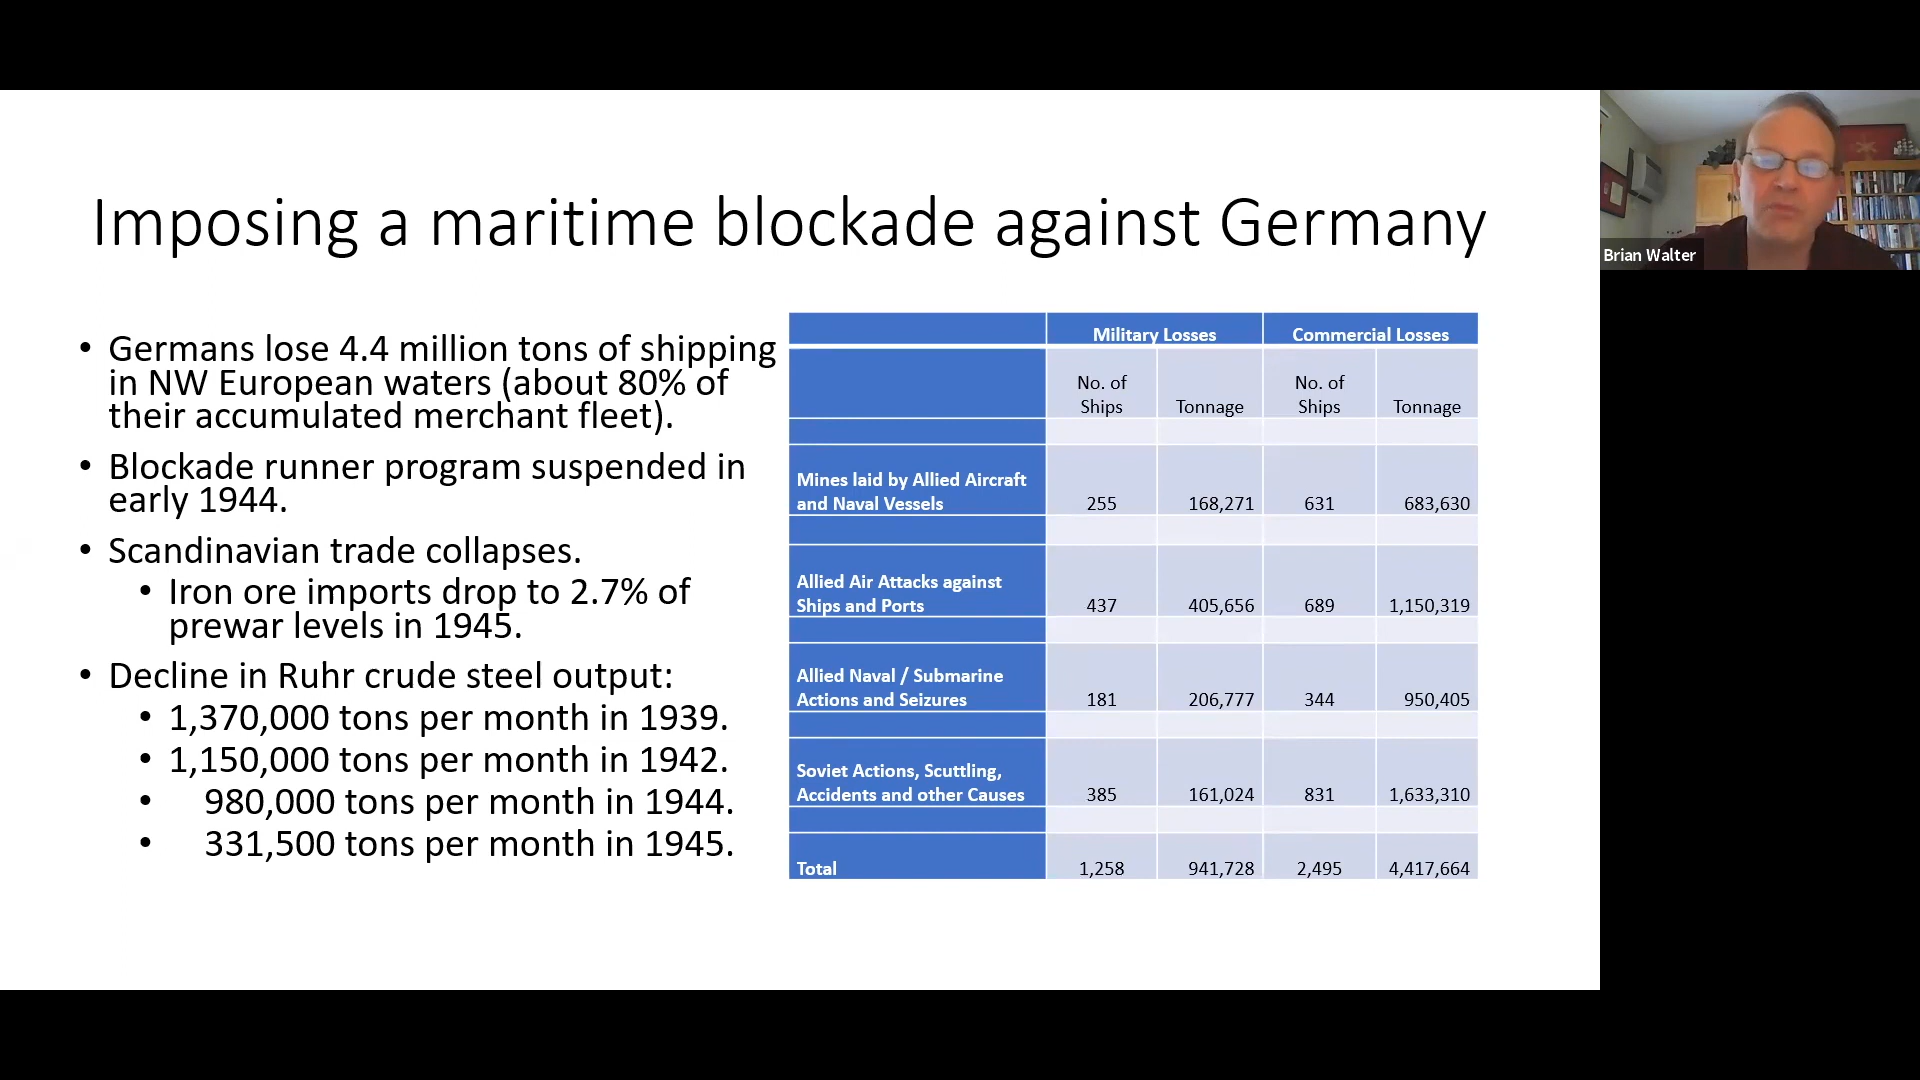 Imposing a maritime blockade against Germany
• Germans lose 4.4 million tons of shipping
in NW European waters (about 80% of
their accumulated merchant fleet).
• Blockade runner program suspended in
early 1944.
• Scandinavian trade collapses.
• Iron ore imports drop to 2.7% of
prewar levels in 1945.
• Decline in Ruhr crude steel output:
• 1,370,000 tons per month in 1939.
• 1,150,000 tons per month in 1942.
• 980,000 tons per month in 1944.
• 331,500 tons per month in 1945.
Military Losses Commercial Losses
No. of No. of
Ships Tonnage Ships Tonnage
Mines laid by Allied Aircraft
and Naval Vessels 255 168,271 631 683,630
Allied Air Attacks against
Ships and Ports 437 405,656 689 1,150,319
Allied Naval / Submarine
Actions and Seizures 181 206,777 344 950,405
Soviet Actions, Scuttling,
Accidents and other Causes 385 161,024 831 1,633,310
Total 1,258 941,728 2,495 4,417,664
Brian Walter